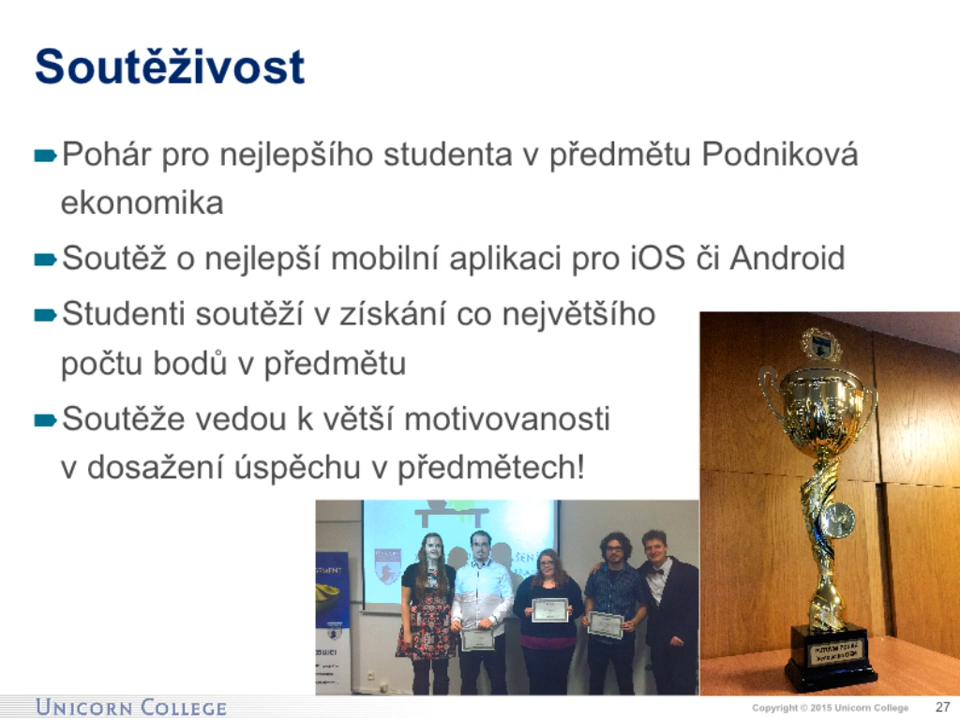 Soutěživost
Pohár pro nejlepšího studenta v předmětu Podniková
ekonomika
Soutěž o nejlepší mobilní aplikaci pro iOS či Android
Studenti soutěží v získání co největšího
počtu bodů v předmětu
Soutěže vedou k větší motivovanosti
v dosažení úspěchu v předmětech!
UNICORN COLLEGE
Copyright © 2015 Unicorn College
27